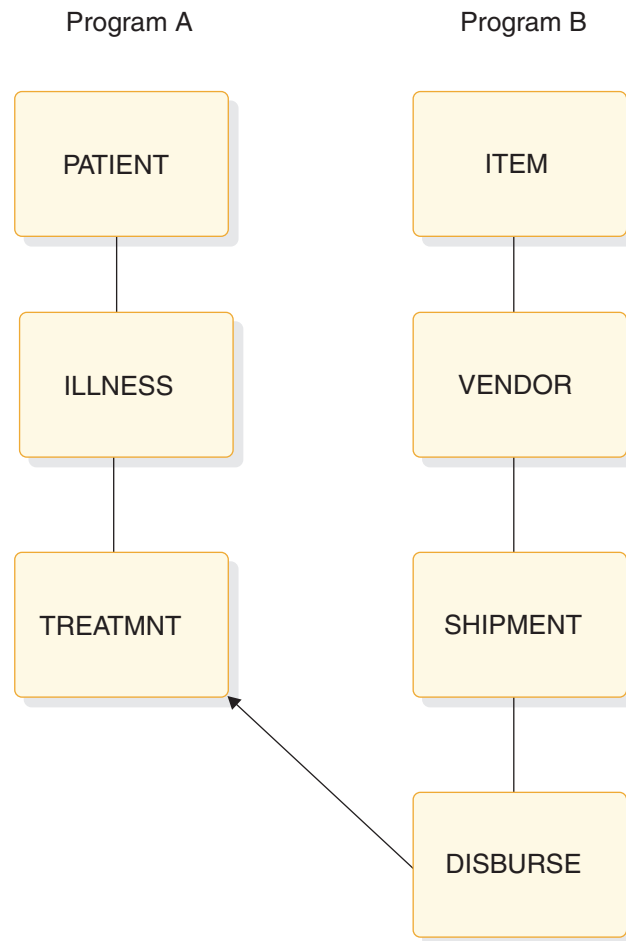 Program A
Program B
PATIENT
ITEM
ILLNESS
VENDOR
TREATMNT
SHIPMENT
DISBURSE